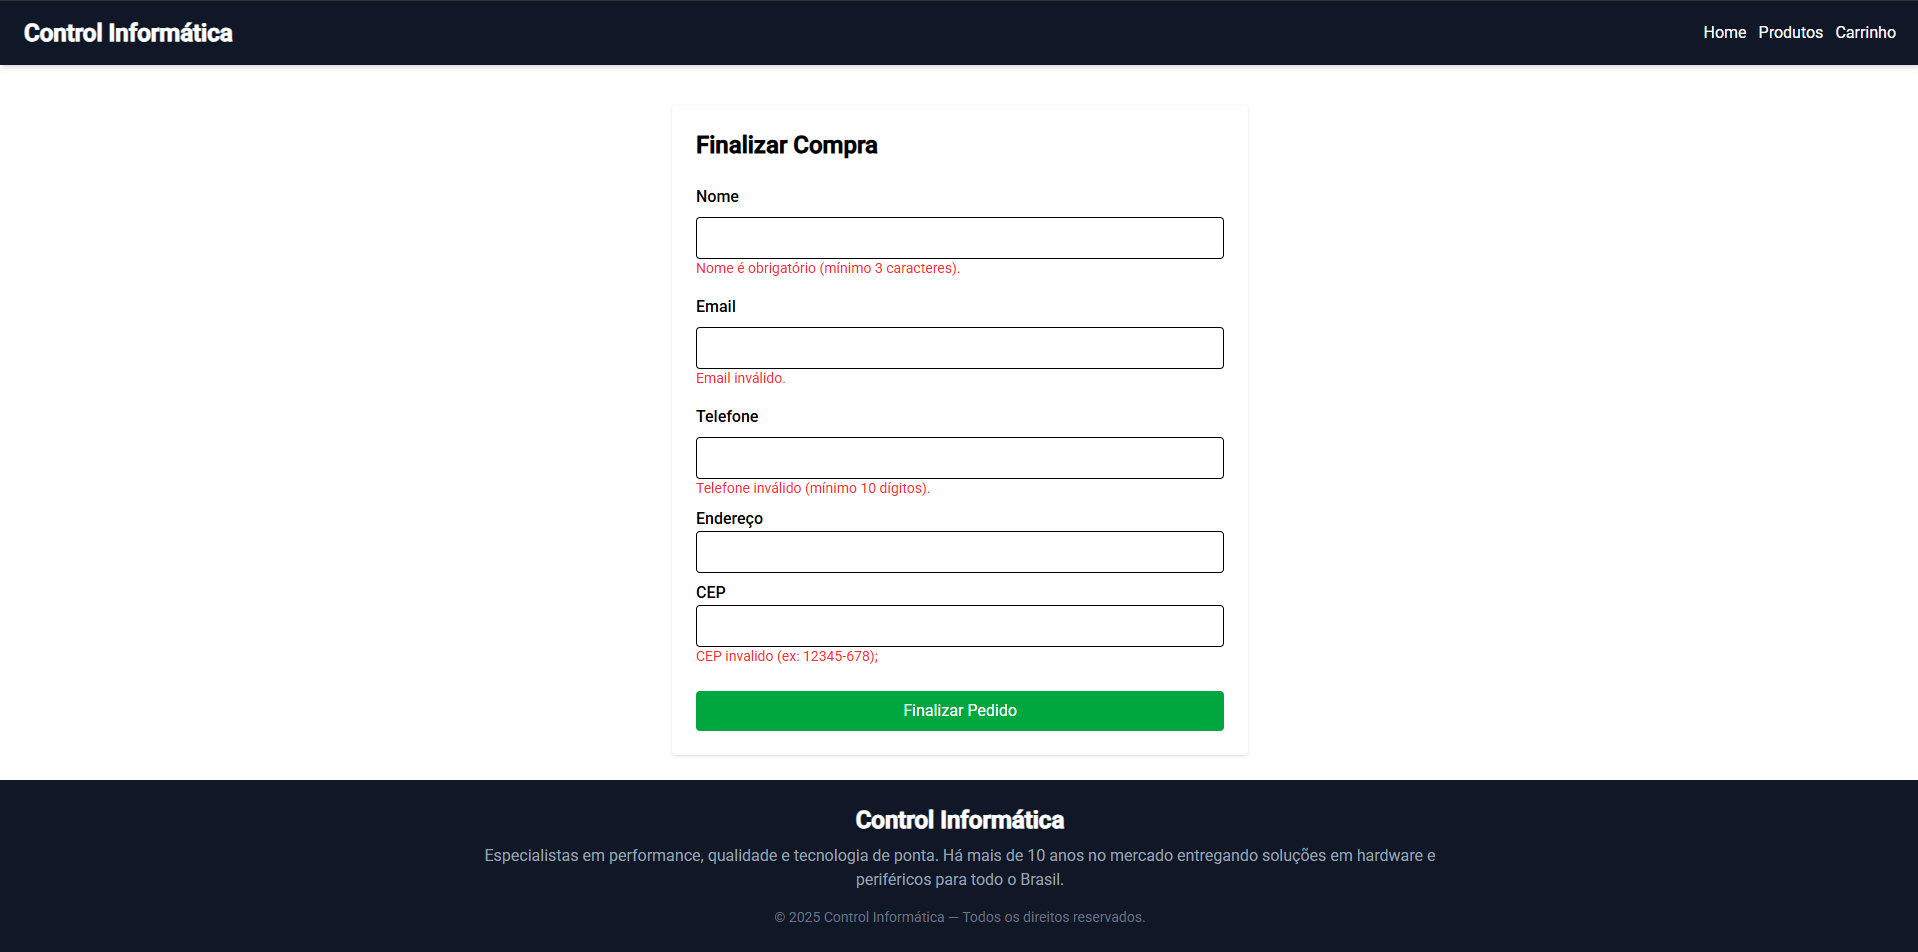 Control Informática
Home Produtos Carrinho
Finalizar Compra
Nome
Nome é obrigatório (mínimo 3 caracteres).
Email
Email inválido.
Telefone
Telefone inválido (mínimo 10 dígitos).
Endereço
CEP
CEP invalido (ex: 12345-678);
Finalizar Pedido
Control Informática
Especialistas em performance, qualidade e tecnologia de ponta. Há mais de 10 anos no mercado entregando soluções em hardware e
periféricos para todo o Brasil.
© 2025 Control Informática — Todos os direitos reservados.